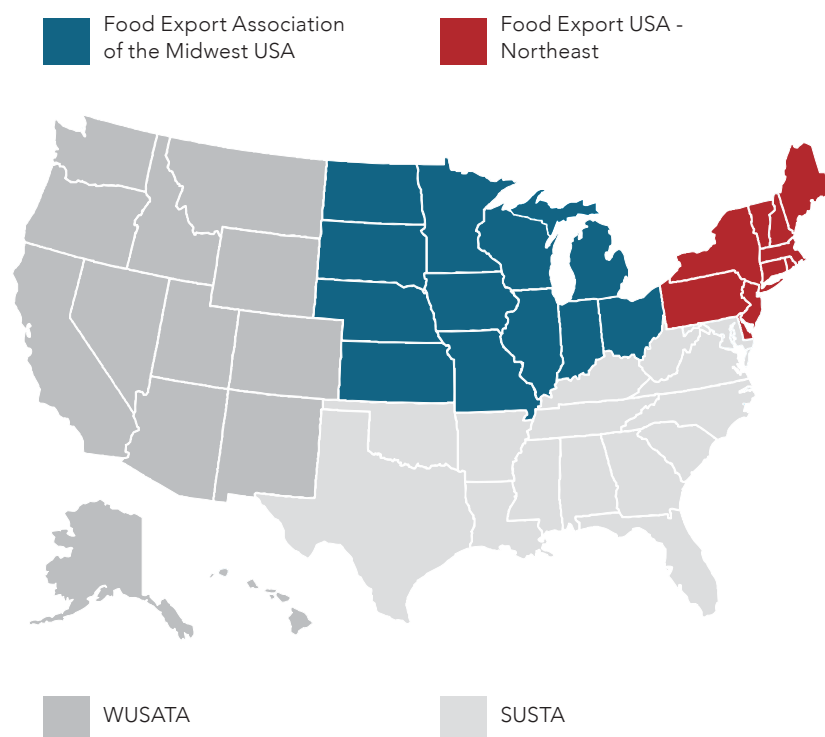 Food Export Association
of the Midwest USA
Food Export USA -
Northeast
WUSATA
SUSTA